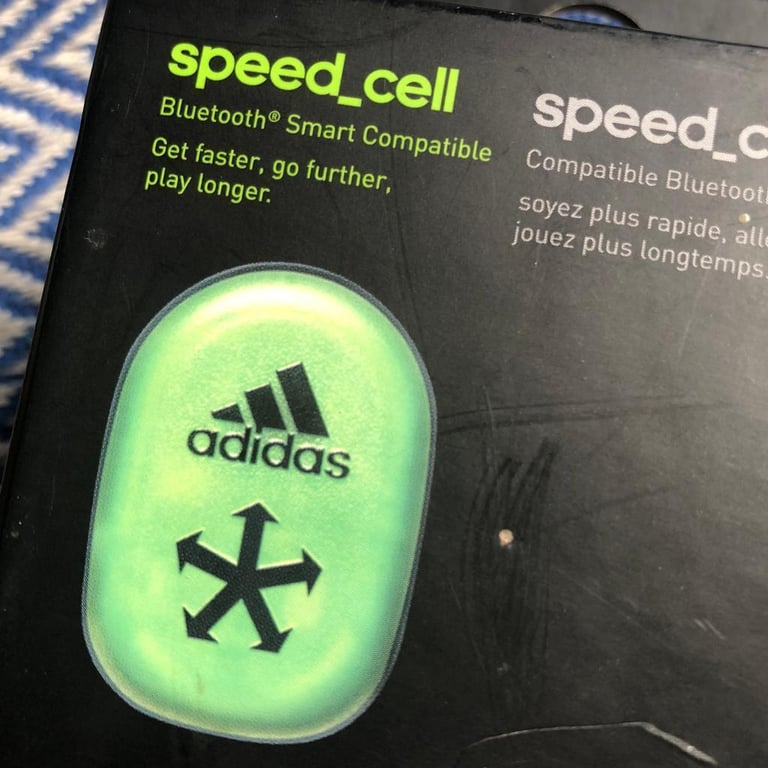 speed_cell
Bluetooth® Smart Compatible
Get faster, go further,
play longer.
speed_c
Compatible Bluetoot
soyez plus rapide, alle
jouez plus longtemps.
adidas